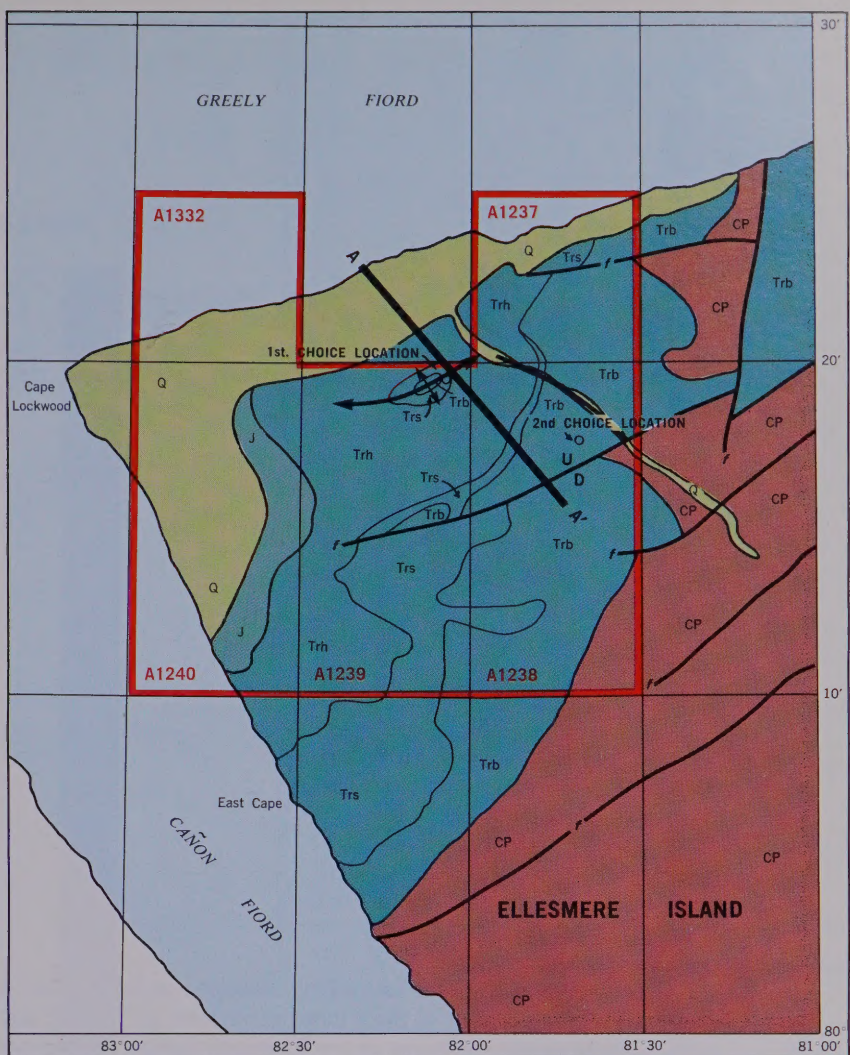 30'
GREELY FIORD
A1332
A1237
CP
Trb
Q
Trs
f
A
CP
Trb
Trh
1st. CHOICE LOCATION
20'
Cape
Lockwood
Q
Trs
Trb
Trb
Trb
2nd CHOICE LOCATION
CP
J
Trh
U
f
Trs
D
Q
CP
Trb
A'
f
Trb
f
Trs
CP
Q
J
Trh
A1240
A1239
A1238
f
10'
Trb
Trs
East Cape
CAÑON
FIORD
f
CP
CP
ELLESMERE ISLAND
CP
80°
83°00'
82°30'
82°00'
81°30'
81°00'